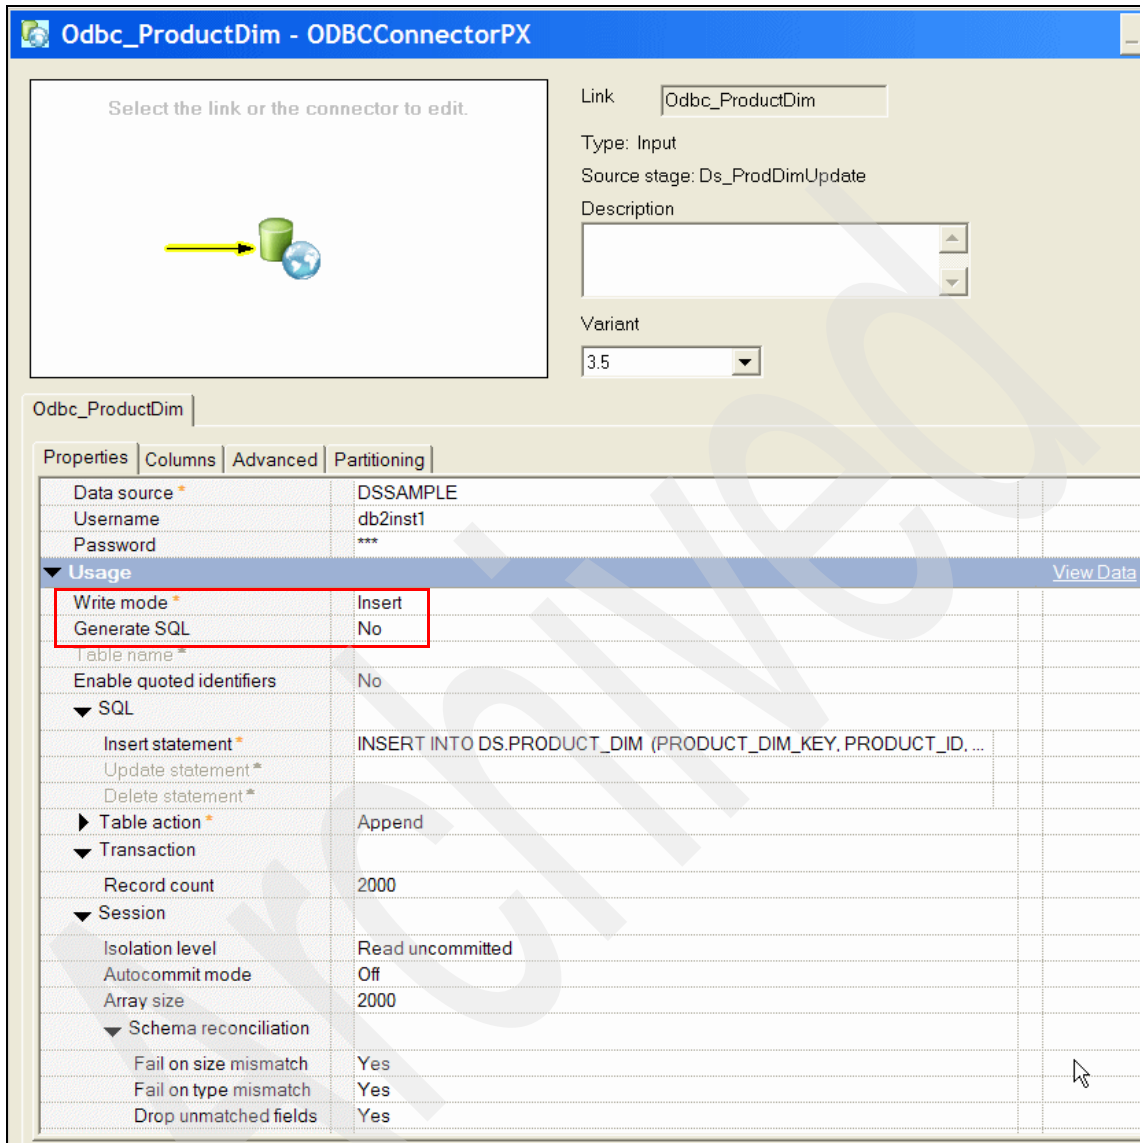 Odbc_ProductDim - ODBCConnectorPX
Select the link or the connector to edit.
Link Odbc_ProductDim
Type: Input
Source stage: Ds_ProdDimUpdate
Description
Variant
3.5
Odbc_ProductDim
Properties Columns Advanced Partitioning
Data source * DSSAMPLE
Username db2inst1
Password ***
Usage View Data
Write mode * Insert
Generate SQL No
Table name *
Enable quoted identifiers No
SQL
Insert statement * INSERT INTO DS.PRODUCT_DIM (PRODUCT_DIM_KEY, PRODUCT_ID, ...
Update statement *
Delete statement *
Table action * Append
Transaction
Record count 2000
Session
Isolation level Read uncommitted
Autocommit mode Off
Array size 2000
Schema reconciliation
Fail on size mismatch Yes
Fail on type mismatch Yes
Drop unmatched fields Yes
Archived